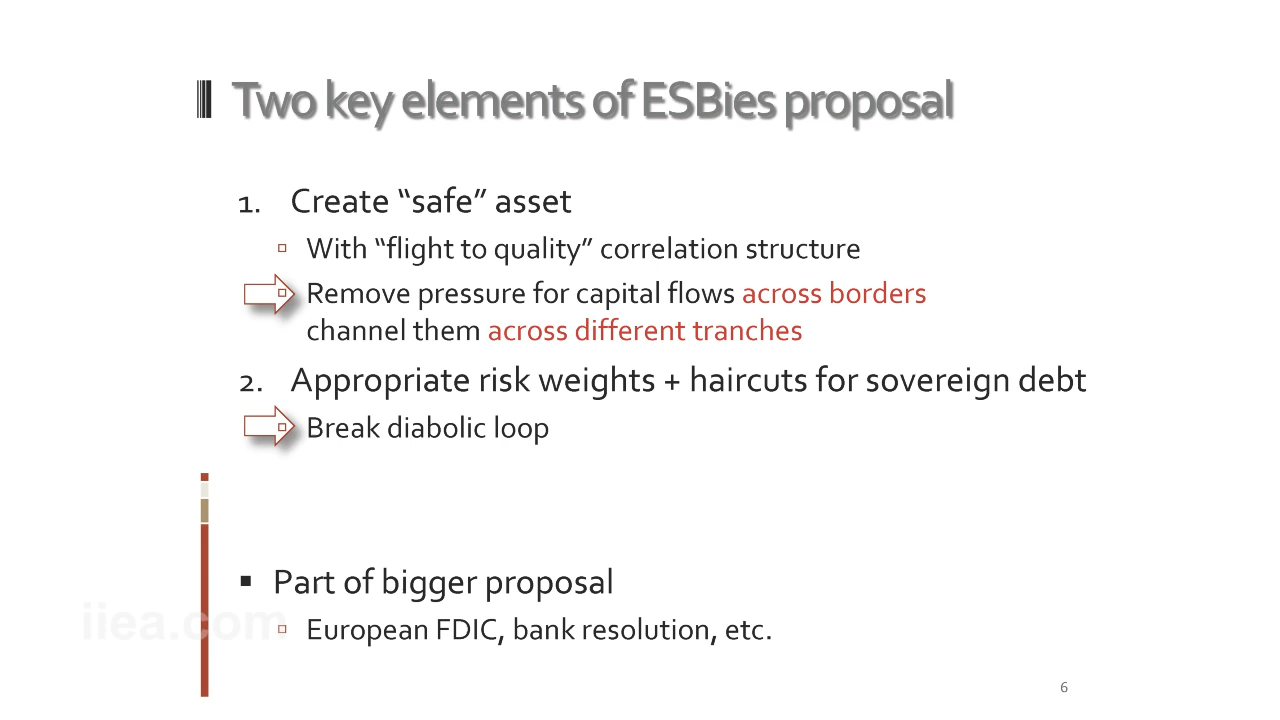 Two key elements of ESBies proposal
1. Create “safe” asset
With “flight to quality” correlation structure
Remove pressure for capital flows across borders
channel them across different tranches
2. Appropriate risk weights + haircuts for sovereign debt
Break diabolic loop
Part of bigger proposal
iiea.com
European FDIC, bank resolution, etc.
6